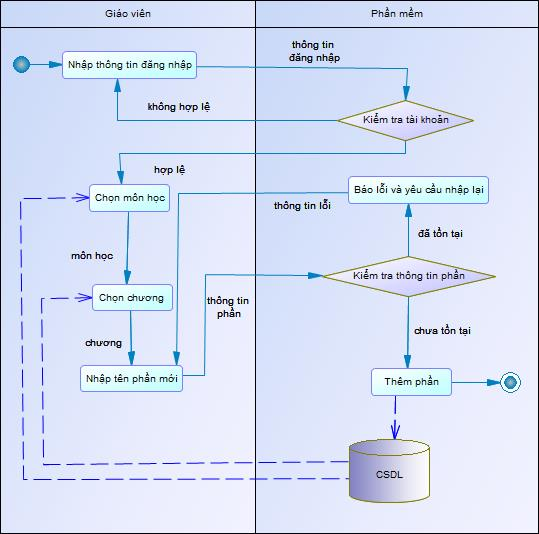 Giáo viên
Phần mềm
thông tin
đăng nhập
Nhập thông tin đăng nhập
không hợp lệ
Kiểm tra tài khoản
hợp lệ
Chọn môn học
Báo lỗi và yêu cầu nhập lại
thông tin lỗi
đã tồn tại
môn học
Kiểm tra thông tin phần
Chọn chương
thông tin
phần
chưa tồn tại
chương
Nhập tên phần mới
Thêm phần
CSDL